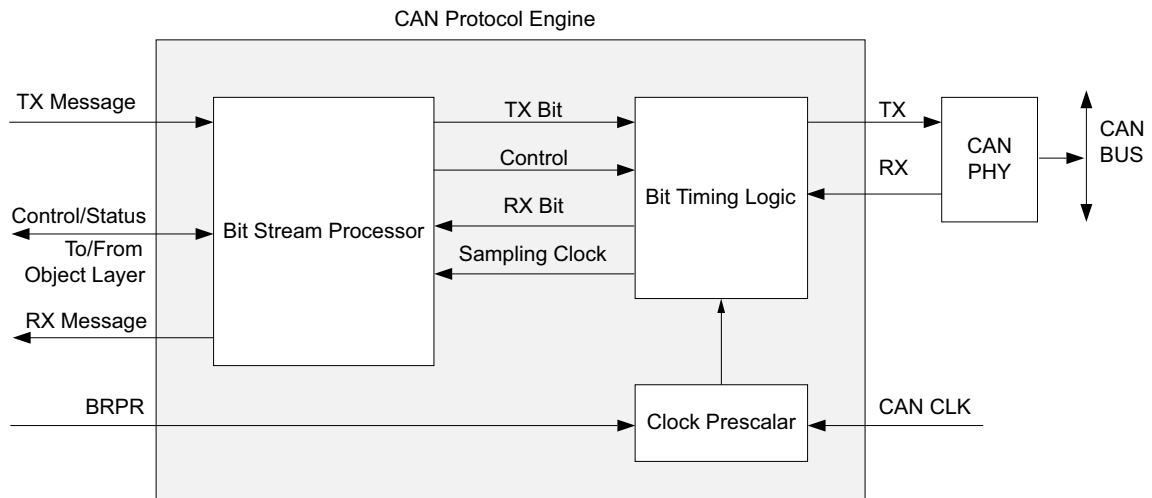 CAN Protocol Engine
TX Message
TX Bit
TX
Control
CAN
PHY
CAN
BUS
RX
Control/Status
To/From
Object Layer
Bit Stream Processor
RX Bit
Bit Timing Logic
Sampling Clock
RX Message
BRPR
Clock Prescalar
CAN CLK